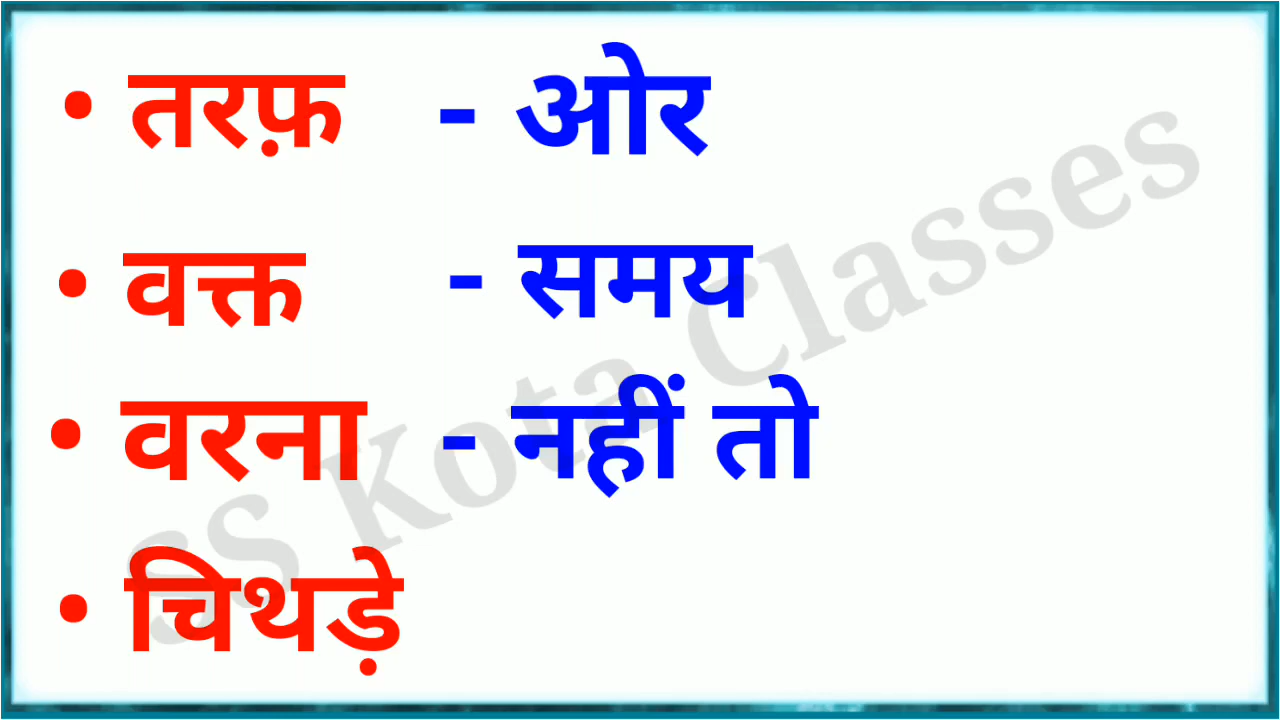 • तरफ़ - ओर
• वक्त - समय
• वरना - नहीं तो
• चिथड़े
SS Kota Classes